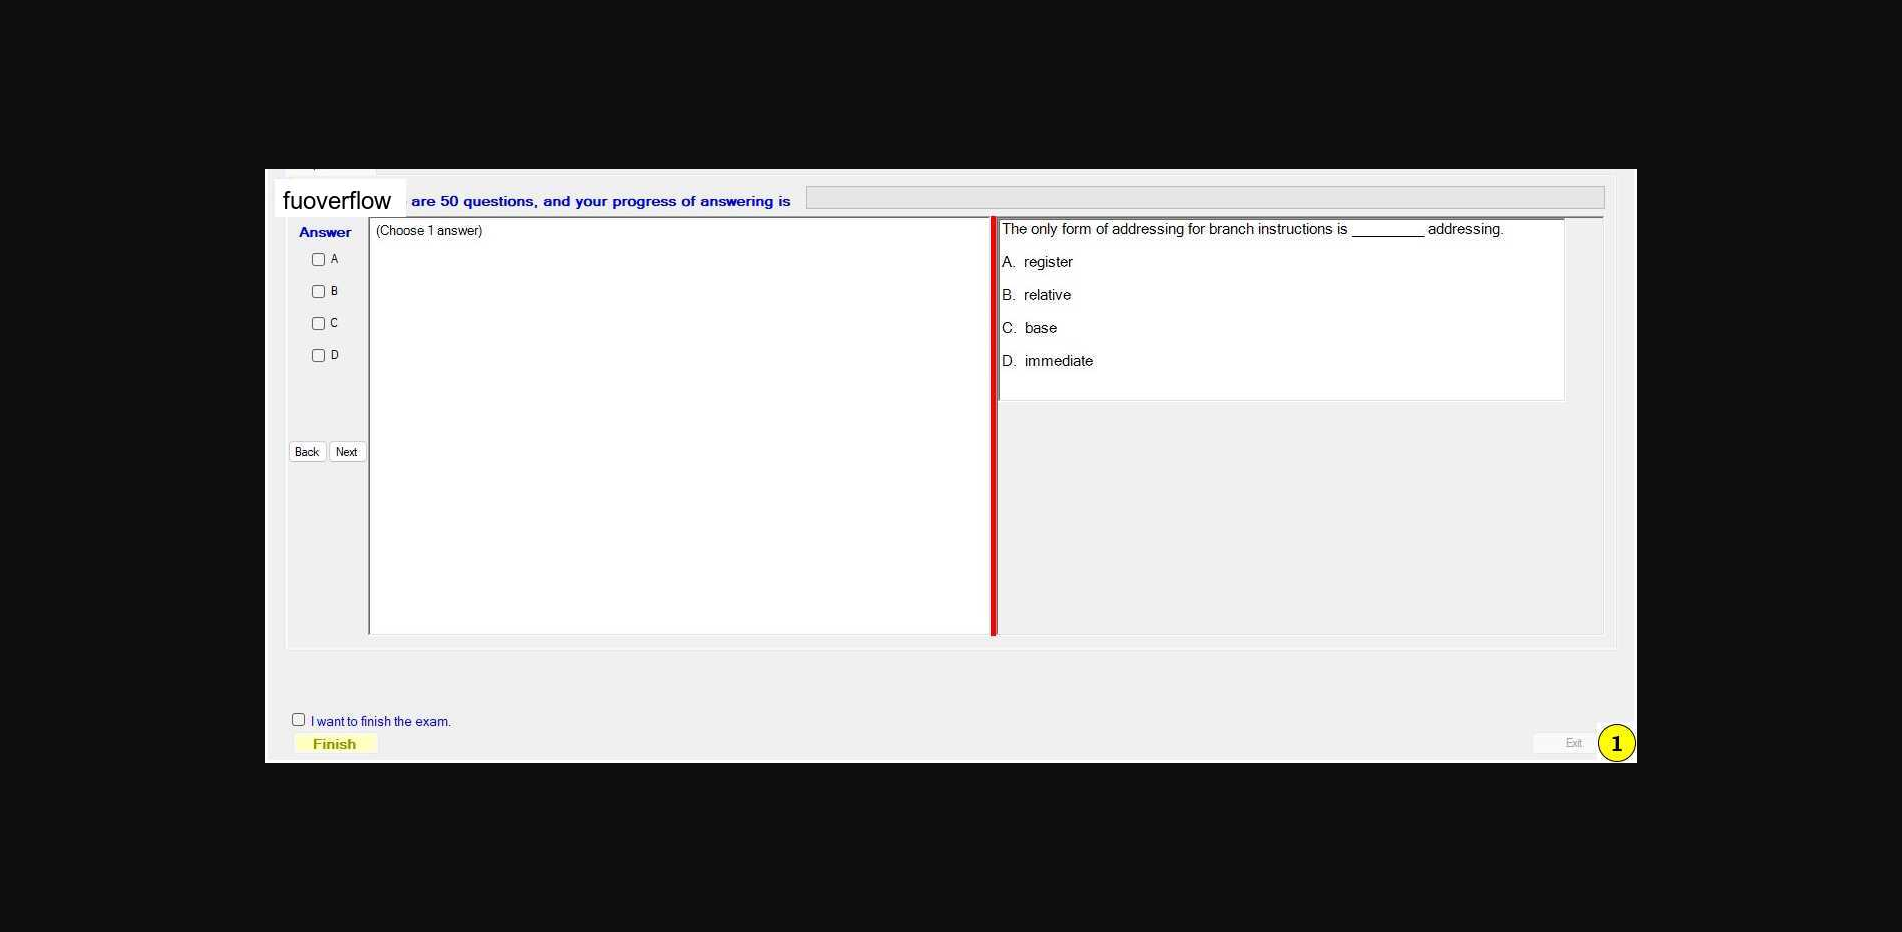 fuoverflow are 50 questions, and your progress of answering is
Answer
A
B
C
D
Back Next
(Choose 1 answer)
The only form of addressing for branch instructions is _________ addressing.
A. register
B. relative
C. base
D. immediate
I want to finish the exam.
Finish
Exit
1